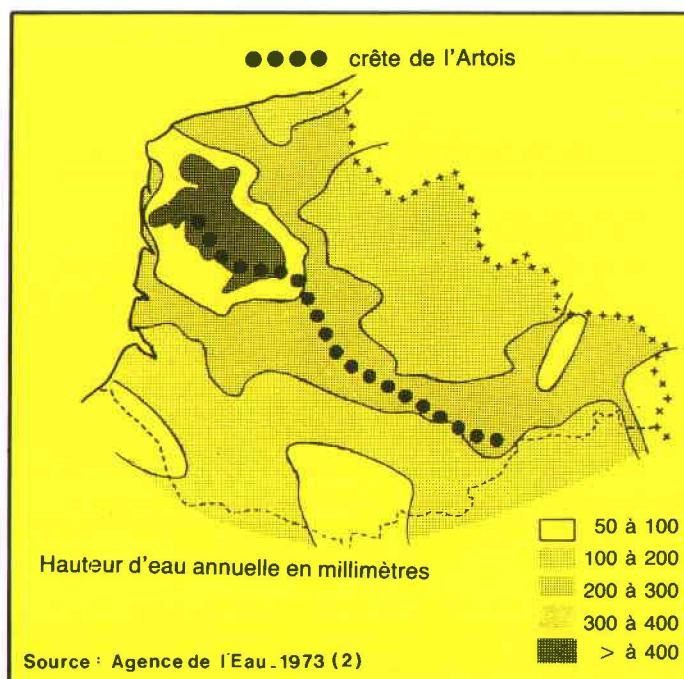 crête de l'Artois
Hauteur d'eau annuelle en millimètres
50 à 100
100 à 200
200 à 300
300 à 400
> à 400
Source : Agence de l'Eau - 1973 (2)